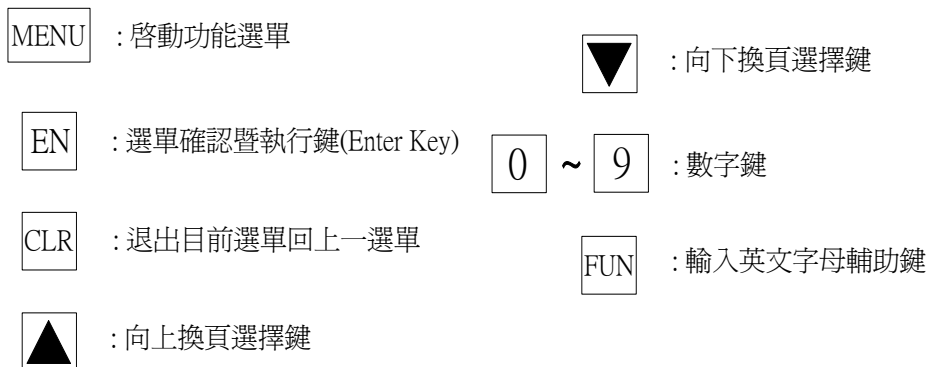 MENU : 啓動功能選單
EN : 選單確認暨執行鍵(Enter Key)
CLR : 退出目前選單回上一選單
▲ : 向上換頁選擇鍵
▼ : 向下換頁選擇鍵
0 ~ 9 : 數字鍵
FUN : 輸入英文字母輔助鍵